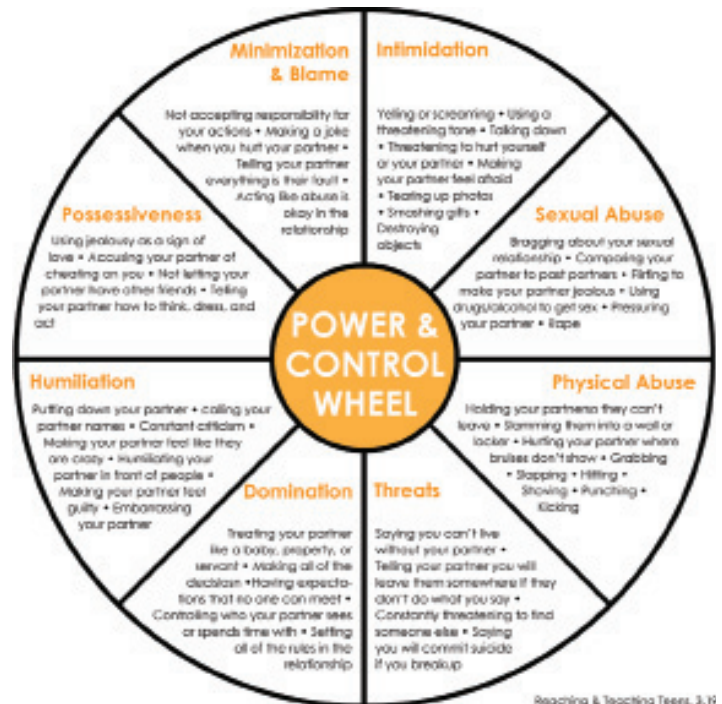 Minimization
& Blame
Not accepting responsibility for
your actions • Making a joke
when you hurt your partner •
Telling your partner
everything is their fault •
Acting like abuse is
okay in the
relationship
Intimidation
Yelling or screaming • Using a
threatening tone • Talking down
• Threatening to hurt yourself
or your partner • Making
your partner feel afraid
• Tearing up photos
• Smashing gifts •
Destroying
objects
Sexual Abuse
Bragging about your sexual
relationship • Comparing your
partner to past partners • Flirting to
make your partner jealous • Using
drugs/alcohol to get sex • Pressuring
your partner • Rape
Physical Abuse
Holding your partnerso they can't
leave • Slamming them into a wall or
locker • Hurting your partner where
bruises don't show • Grabbing
• Slapping • Hitting •
Shoving • Punching •
Kicking
Threats
Saying you can't live
without your partner •
Telling your partner you will
leave them somewhere if they
don't do what you say •
Constantly threatening to find
someone else • Saying
you will commit suicide
if you breakup
Domination
Treating your partner
like a baby, property, or
servant • Making all of the
decision •Having expecta-
tions that no one can meet •
Controling who your partner sees
or spends time with • Setting
all of the rules in the
relationship
Humiliation
Putting down your partner • calling your
partner names • Constant criticism •
Making your partner feel like they
are crazy • Humiliating your
partner in front of people •
Making your partner feel
guilty • Embarrassing
your partner
Possessiveness
Using jealousy as a sign of
love • Accusing your partner of
cheating on you • Not letting your
partner have other friends • Telling
your partner how to think, dress, and
act
POWER &
CONTROL
WHEEL
Reaching & Teaching Teens, 3.19